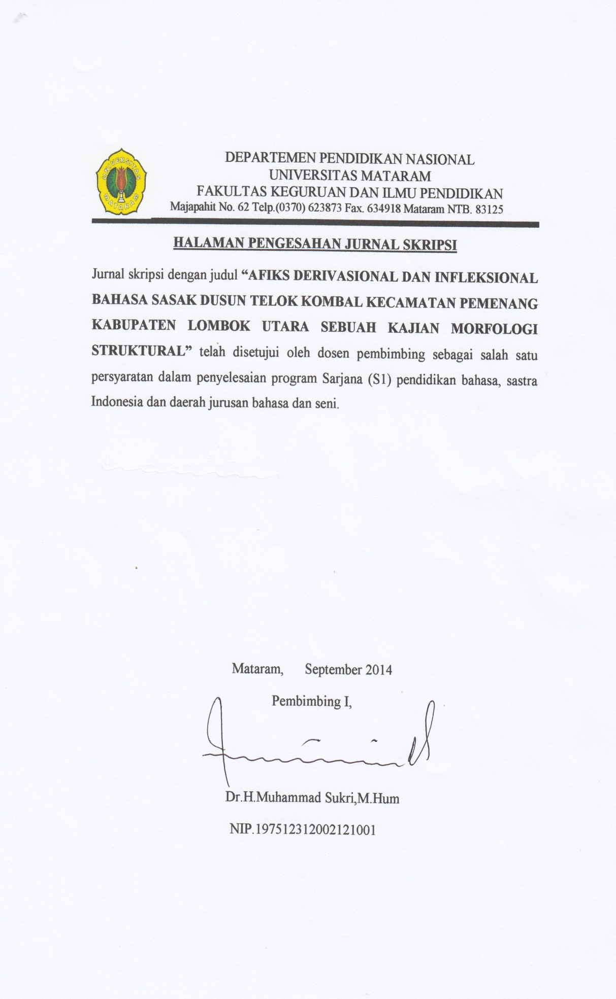 UNIVERSITAS
MATARAM
DEPARTEMEN PENDIDIKAN NASIONAL
UNIVERSITAS MATARAM
FAKULTAS KEGURUAN DAN ILMU PENDIDIKAN
Majapahit No. 62 Telp.(0370) 623873 Fax. 634918 Mataram NTB. 83125
HALAMAN PENGESAHAN JURNAL SKRIPSI
Jurnal skripsi dengan judul “AFIKS DERIVASIONAL DAN INFLEKSIONAL
BAHASA SASAK DUSUN TELOK KOMBAL KECAMATAN PEMENANG
KABUPATEN LOMBOK UTARA SEBUAH KAJIAN MORFOLOGI
STRUKTURAL” telah disetujui oleh dosen pembimbing sebagai salah satu
persyaratan dalam penyelesaian program Sarjana (S1) pendidikan bahasa, sastra
Indonesia dan daerah jurusan bahasa dan seni.
Mataram, September 2014
Pembimbing I,
Dr.H.Muhammad Sukri,M.Hum
NIP.197512312002121001